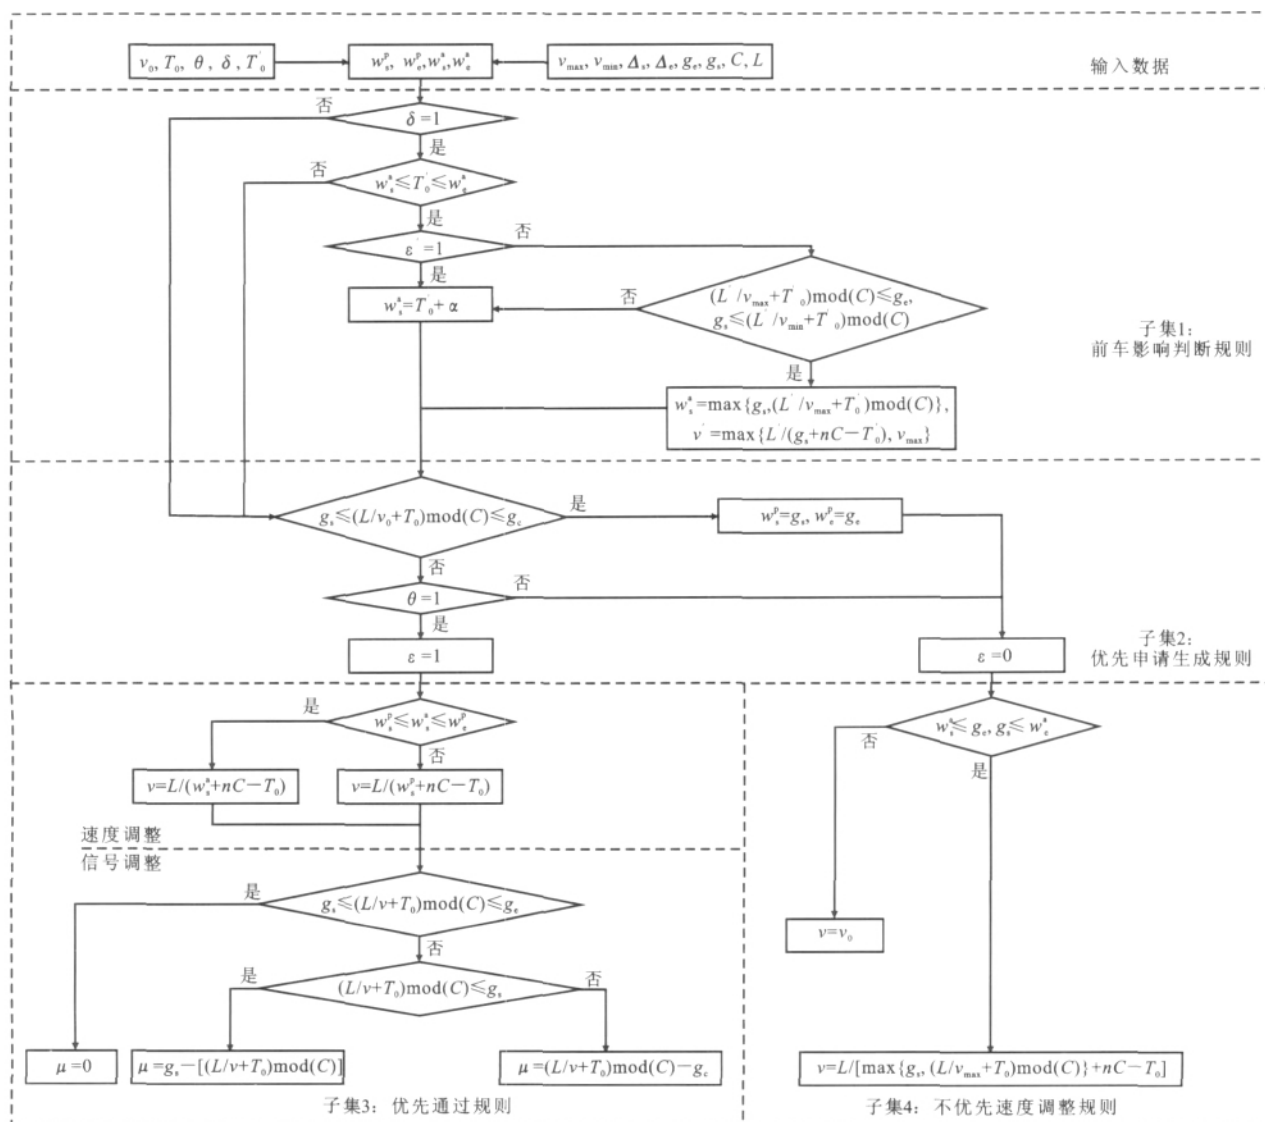 v₀, T₀, θ, δ, T′₀
wₛᵖ, wₑᵖ, wₛᵃ, wₑᵃ
vₘₐₓ, vₘᵢₙ, Δₛ, Δₑ, gₑ, gₛ, C, L
输入数据
否
δ=1
是
否
wₛᵃ≤T′₀≤wₑᵃ
是
ε′=1
否
是
wₛᵃ=T′₀+α
否
(L′/vₘₐₓ+T′₀)mod(C)≤gₑ,
gₛ≤(L′/vₘᵢₙ+T′₀)mod(C)
子集1:
前车影响判断规则
是
wₛᵃ=max{gₛ,(L′/vₘₐₓ+T′₀)mod(C)},
v′=max{L′/(gₛ+nC−T′₀), vₘₐₓ}
gₛ≤(L/v₀+T₀)mod(C)≤gₑ
是
wₛᵖ=gₛ, wₑᵖ=gₑ
否
θ=1
否
是
ε=1
ε=0
子集2:
优先申请生成规则
是
wₛᵖ≤wₛᵃ≤wₑᵖ
否
v=L/(wₛᵃ+nC−T₀)
v=L/(wₛᵖ+nC−T₀)
wₛᵃ≤gₑ, gₛ≤wₑᵃ
否
是
速度调整
信号调整
是
gₛ≤(L/v+T₀)mod(C)≤gₑ
否
v=v₀
是
(L/v+T₀)mod(C)≤gₛ
否
μ=0
μ=gₛ−[(L/v+T₀)mod(C)]
μ=(L/v+T₀)mod(C)−gₑ
v=L/[max{gₛ, (L/vₘₐₓ+T₀)mod(C)}+nC−T₀]
子集3: 优先通过规则
子集4: 不优先速度调整规则